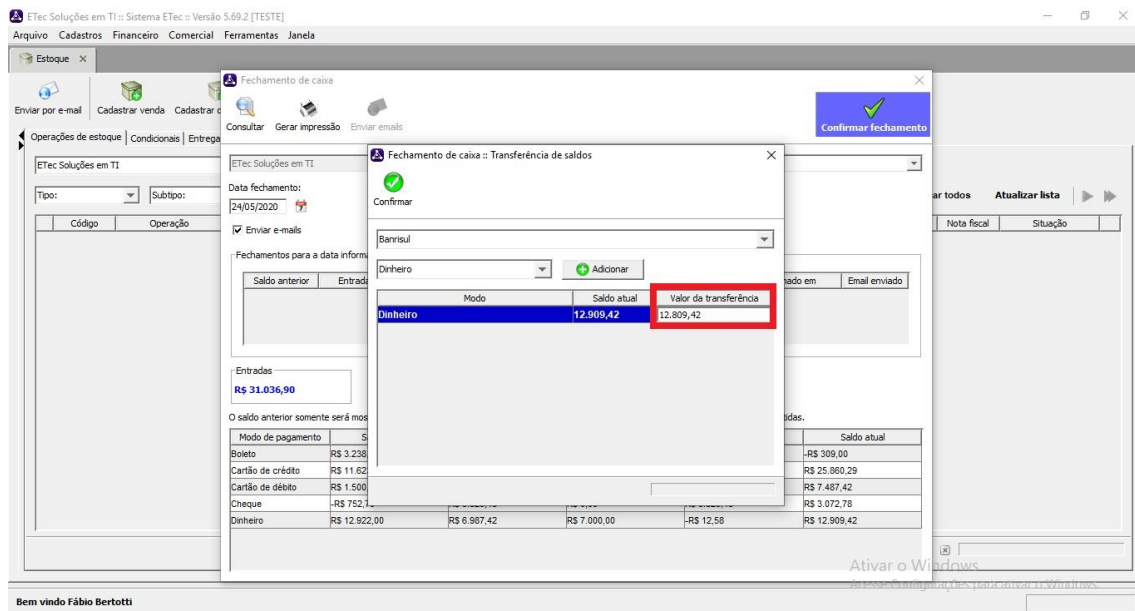 ETec Soluções em TI :: Sistema ETec :: Versão 5.69.2 [TESTE]
Arquivo Cadastros Financeiro Comercial Ferramentas Janela
Estoque
Enviar por e-mail Cadastrar venda Cadastrar
Operações de estoque Condicionais Entrega
ETec Soluções em TI
Tipo: Subtipo:
Código Operação
Fechamento de caixa
Consultar Gerar impressão Enviar emails Confirmar fechamento
ETec Soluções em TI
Data fechamento:
24/05/2020
Enviar e-mails
Fechamentos para a data inform
Saldo anterior Entrada
Email enviado
Entradas
R$ 31.036,90
O saldo anterior somente será mos
Modo de pagamento S Saldo atual
Boleto R$ 3.238 -R$ 309,00
Cartão de crédito R$ 11.62 R$ 25.860,29
Cartão de débito R$ 1.500 R$ 7.487,42
Cheque -R$ 752, R$ 3.072,78
Dinheiro R$ 12.922,00 R$ 6.987,42 R$ 7.000,00 -R$ 12,58 R$ 12.909,42
Fechamento de caixa :: Transferência de saldos
Confirmar
Banrisul
Dinheiro Adicionar
Modo Saldo atual Valor da transferência
Dinheiro 12.909,42 12.809,42
ar todos Atualizar lista
Nota fiscal Situação
Ativar o Windows
Bem vindo Fábio Bertotti